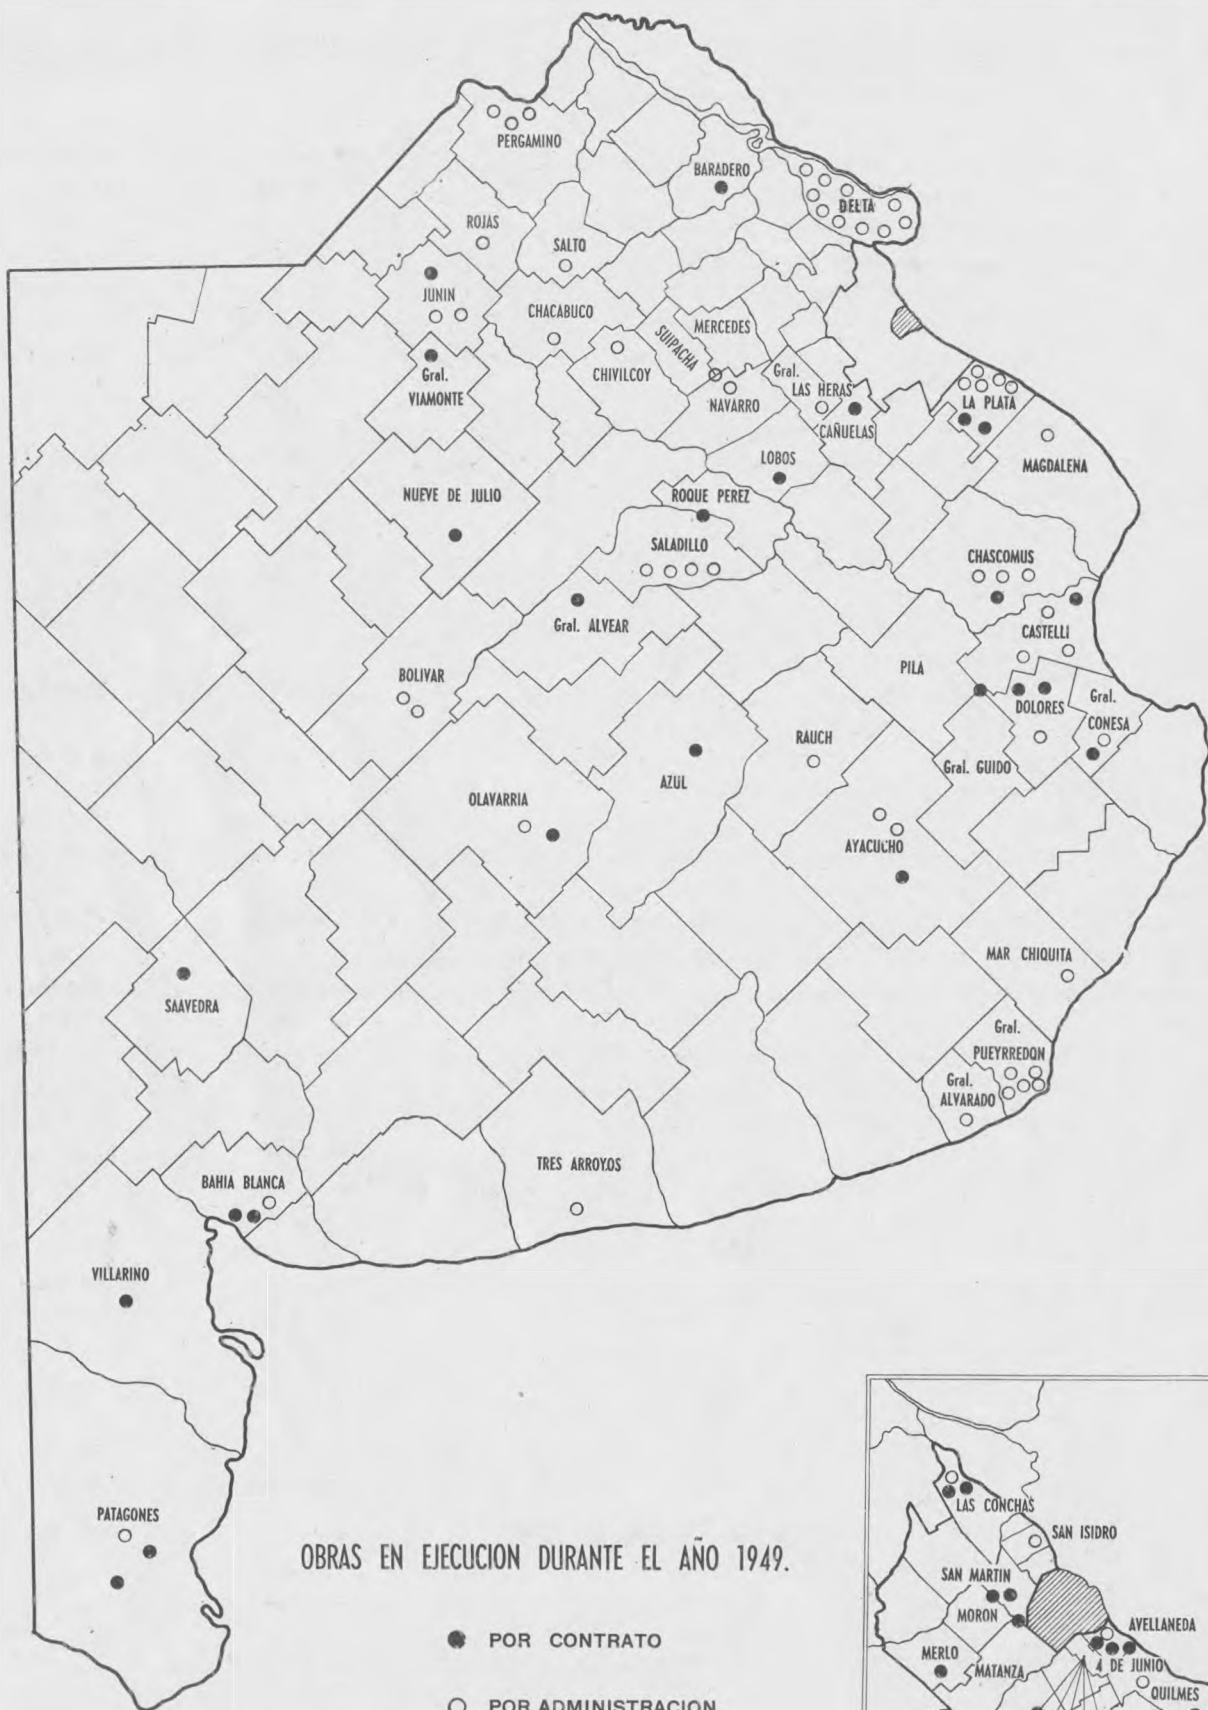 PERGAMINO
BARADERO
DELTA
ROJAS
SALTO
JUNIN
CHACABUCO
SUIPACHA
MERCEDES
Gral.
VIAMONTE
CHIVILCOY
Gral.
LAS HERAS
NAVARRO
CAÑUELAS
LA PLATA
MAGDALENA
LOBOS
NUEVE DE JULIO
ROQUE PEREZ
SALADILLO
CHASCOMUS
Gral. ALVEAR
CASTELLI
BOLIVAR
PILA
DOLORES
Gral.
CONESA
RAUCH
Gral. GUIDO
AZUL
OLAVARRIA
AYACUCHO
MAR CHIQUITA
SAAVEDRA
Gral.
PUEYRREDON
Gral.
ALVARADO
TRES ARROYOS
BAHIA BLANCA
VILLARINO
PATAGONES
OBRAS EN EJECUCION DURANTE EL AÑO 1949.
POR CONTRATO
POR ADMINISTRACION
LAS CONCHAS
SAN ISIDRO
SAN MARTIN
MORON
AVELLANEDA
MERLO
MATANZA
4 DE JUNIO
QUILMES